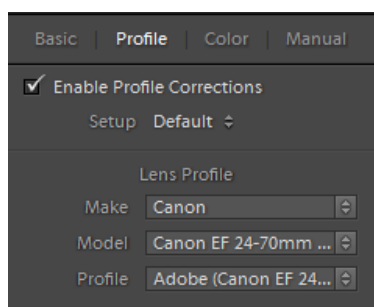 Basic | Profile | Color | Manual
Enable Profile Corrections
Setup Default
Lens Profile
Make Canon
Model Canon EF 24-70mm ...
Profile Adobe (Canon EF 24...